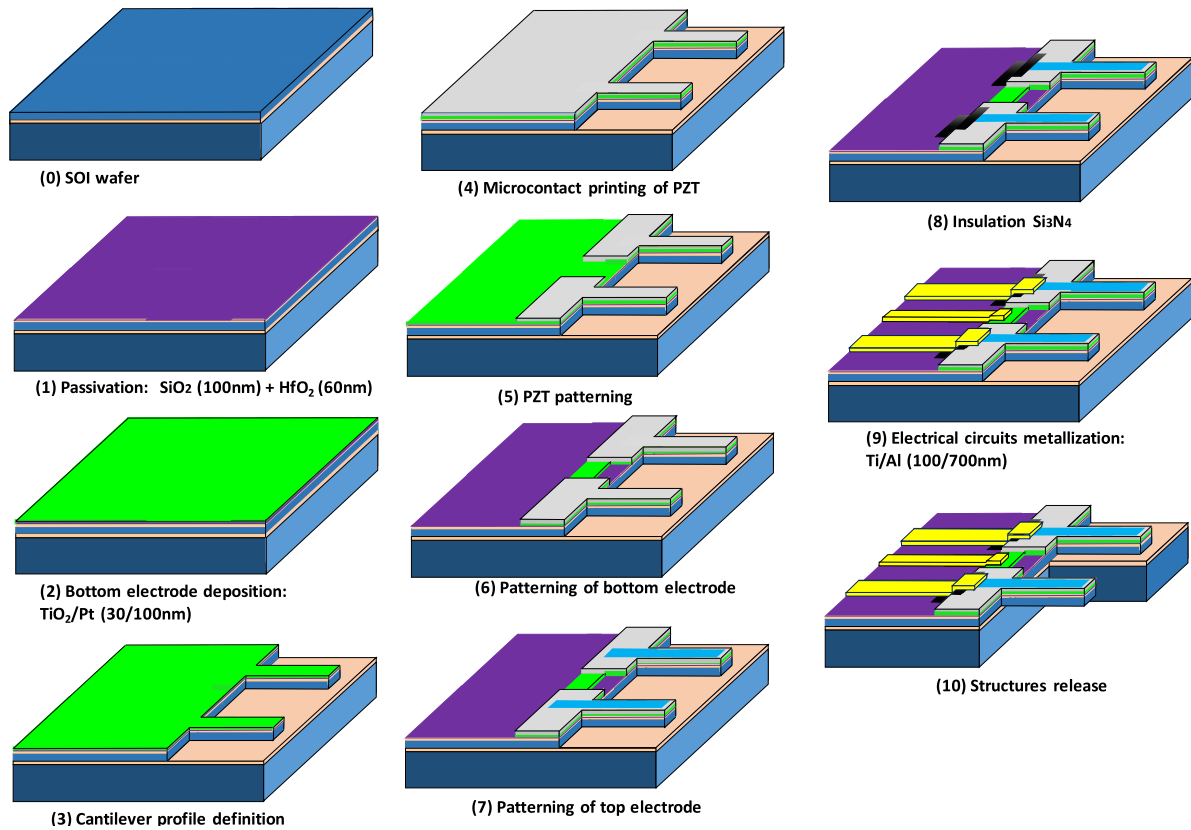 (0) SOI wafer
(1) Passivation: SiO2 (100nm) + HfO₂ (60nm)
(2) Bottom electrode deposition:
TiO₂/Pt (30/100nm)
(3) Cantilever profile definition
(4) Microcontact printing of PZT
(5) PZT patterning
(6) Patterning of bottom electrode
(7) Patterning of top electrode
(8) Insulation Si3N4
(9) Electrical circuits metallization:
Ti/Al (100/700nm)
(10) Structures release